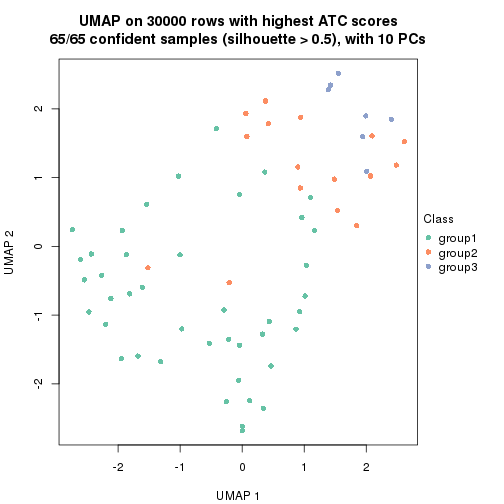 UMAP on 30000 rows with highest ATC scores
65/65 confident samples (silhouette > 0.5), with 10 PCs
2
1
0
-1
-2
UMAP 2
-2
-1
0
1
2
UMAP 1
Class
group1
group2
group3